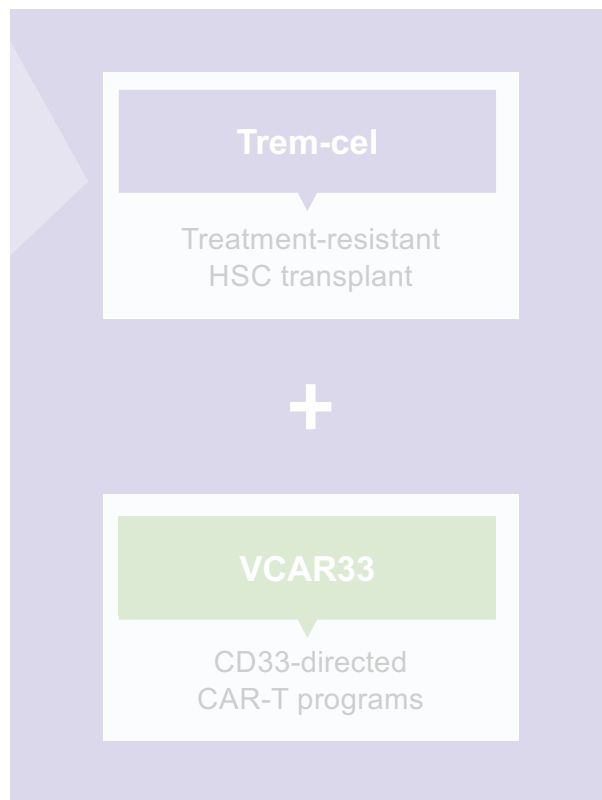 Trem-cel
Treatment-resistant
HSC transplant
+
VCAR33
CD33-directed
CAR-T programs